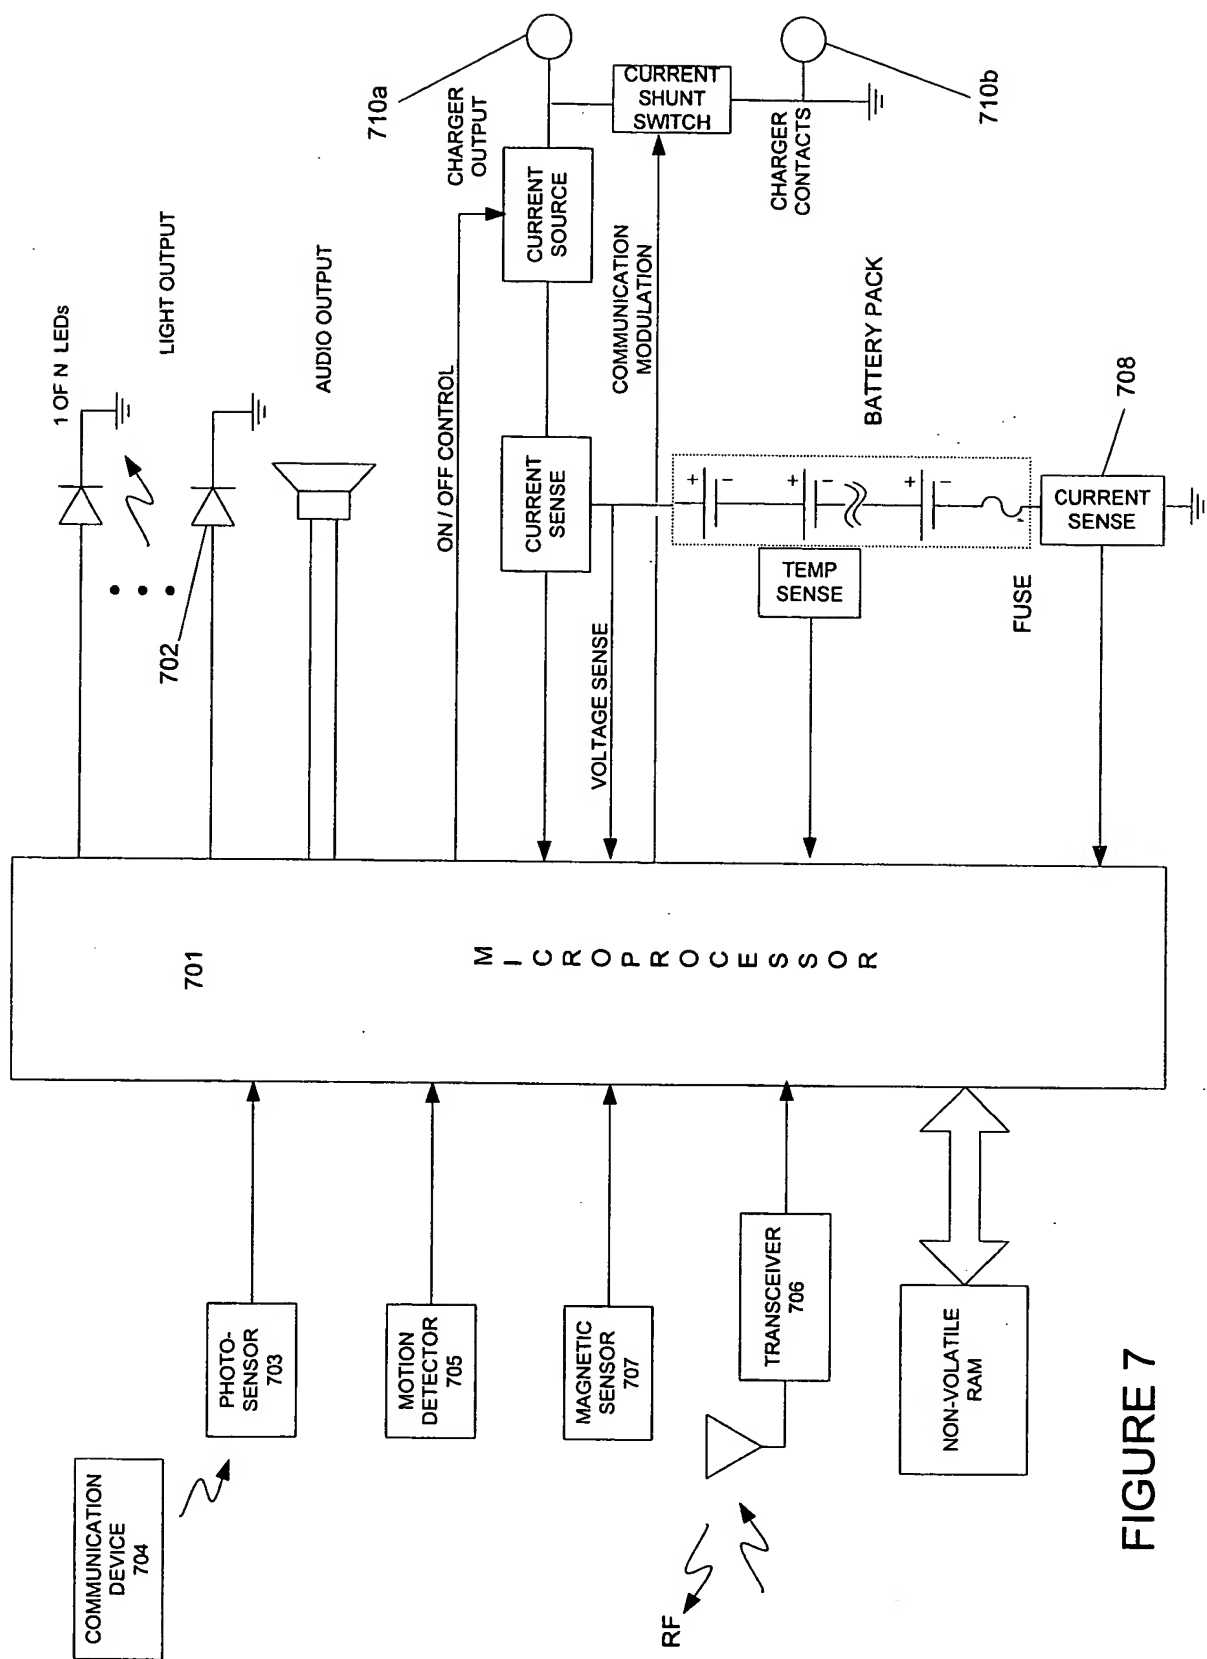 COMMUNICATION
DEVICE
704
PHOTO-
SENSOR
703
MOTION
DETECTOR
705
MAGNETIC
SENSOR
707
RF
TRANSCEIVER
706
NON-VOLATILE
RAM
701
MICROPROCESSOR
1 OF N LEDs
LIGHT OUTPUT
702
AUDIO OUTPUT
ON / OFF CONTROL
CURRENT
SENSE
CURRENT
SOURCE
CHARGER
OUTPUT
710a
VOLTAGE SENSE
COMMUNICATION
MODULATION
CURRENT
SHUNT
SWITCH
CHARGER
CONTACTS
710b
BATTERY PACK
+
-
+
-
+
-
TEMP
SENSE
FUSE
CURRENT
SENSE
708
FIGURE 7